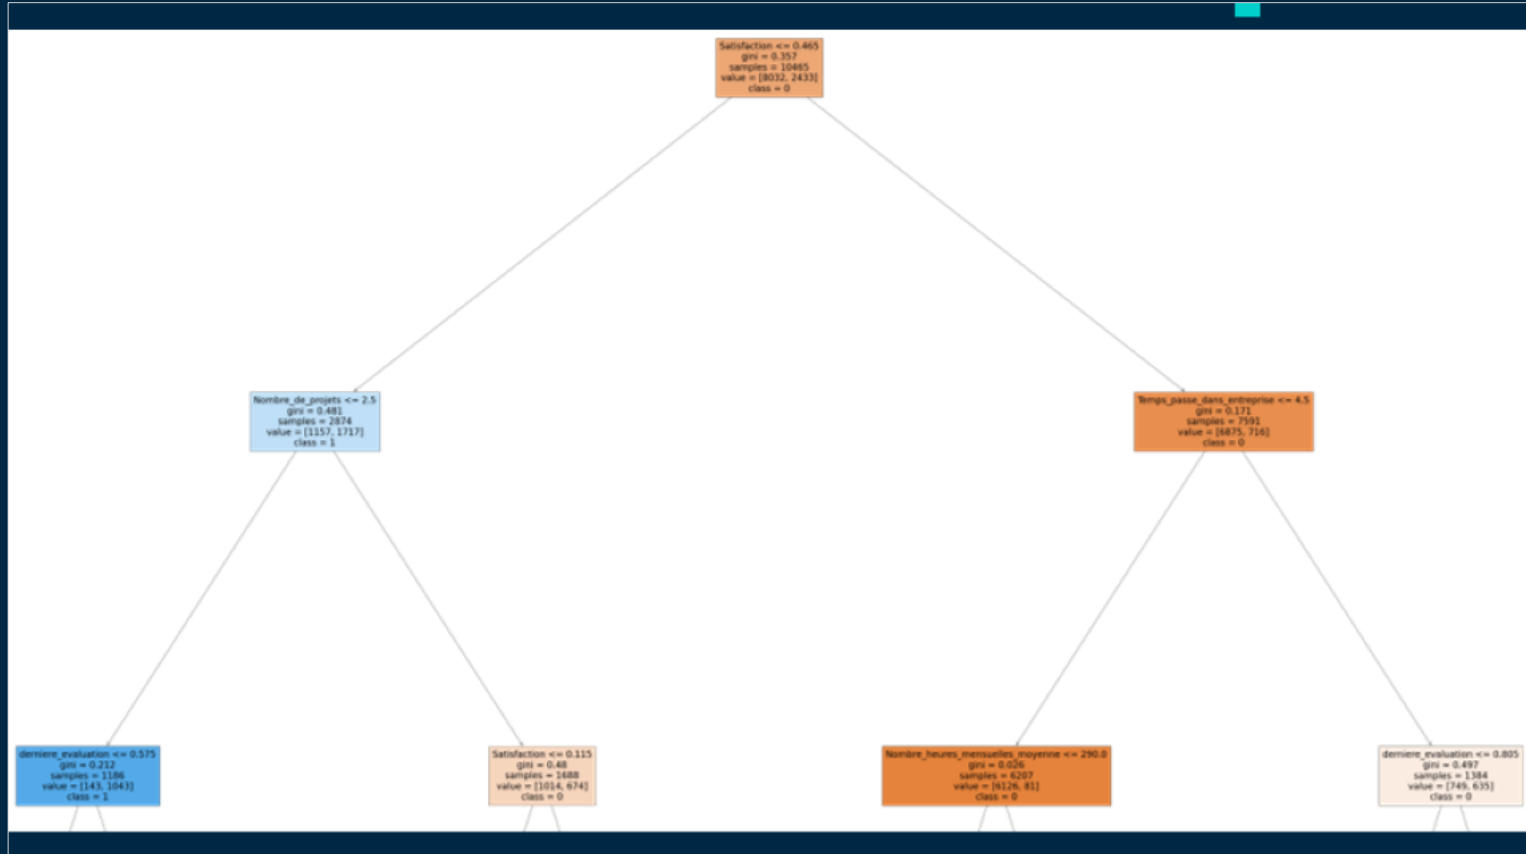 Satisfaction <= 0.465
gini = 0.357
samples = 10465
value = [8032, 2433]
class = 0
Nombre_de_projets <= 2.5
gini = 0.481
samples = 2874
value = [1157, 1717]
class = 1
Temps_passe_dans_entreprise <= 4.5
gini = 0.171
samples = 7591
value = [6875, 716]
class = 0
derniere_evaluation <= 0.575
gini = 0.212
samples = 1186
value = [143, 1043]
class = 1
Satisfaction <= 0.115
gini = 0.48
samples = 1688
value = [1014, 674]
class = 0
Nombre_heures_mensuelles_moyenne <= 290.0
gini = 0.026
samples = 6207
value = [6126, 81]
class = 0
derniere_evaluation <= 0.805
gini = 0.497
samples = 1384
value = [749, 635]
class = 0